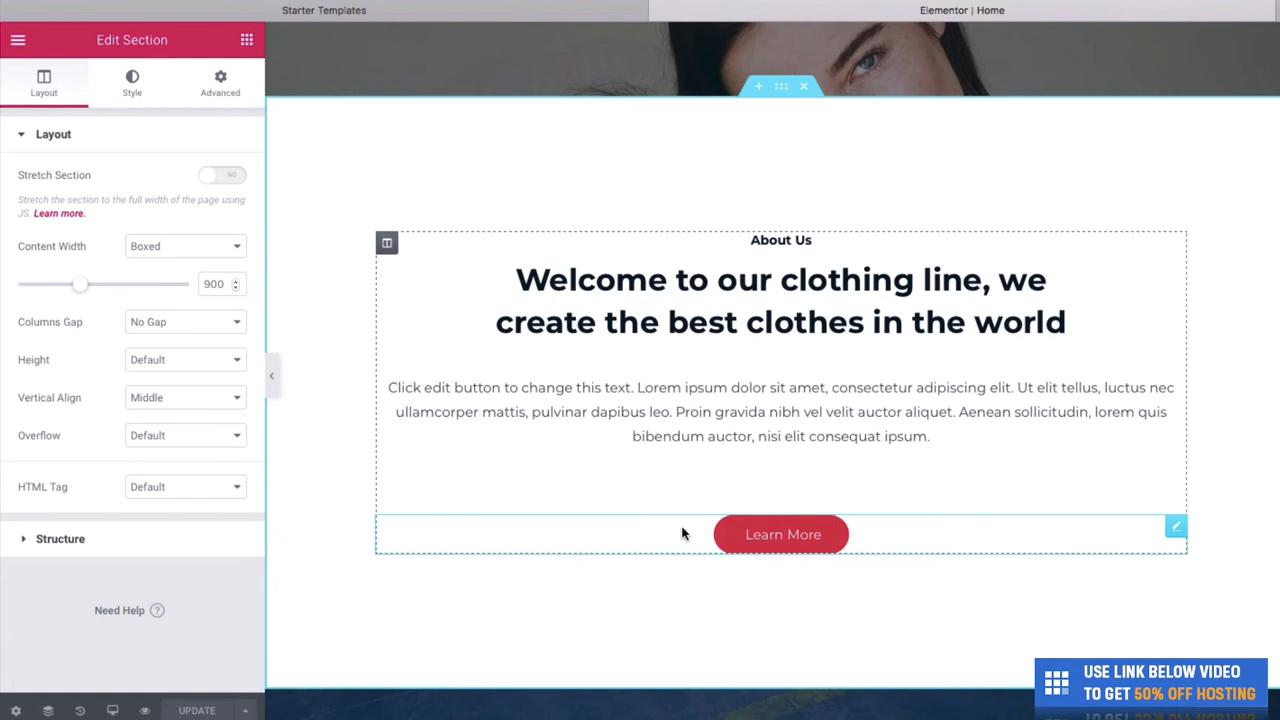 Starter Templates
Elementor | Home
Edit Section
Layout
Style
Advanced
Layout
Stretch Section
NO
Stretch the section to the full width of the page using
JS. Learn more.
Content Width
Boxed
900
Columns Gap
No Gap
Height
Default
Vertical Align
Middle
Overflow
Default
HTML Tag
Default
Structure
Need Help
?
UPDATE
About Us
Welcome to our clothing line, we
create the best clothes in the world
Click edit button to change this text. Lorem ipsum dolor sit amet, consectetur adipiscing elit. Ut elit tellus, luctus nec
ullamcorper mattis, pulvinar dapibus leo. Proin gravida nibh vel velit auctor aliquet. Aenean sollicitudin, lorem quis
bibendum auctor, nisi elit consequat ipsum.
Learn More
USE LINK BELOW VIDEO
TO GET 50% OFF HOSTING